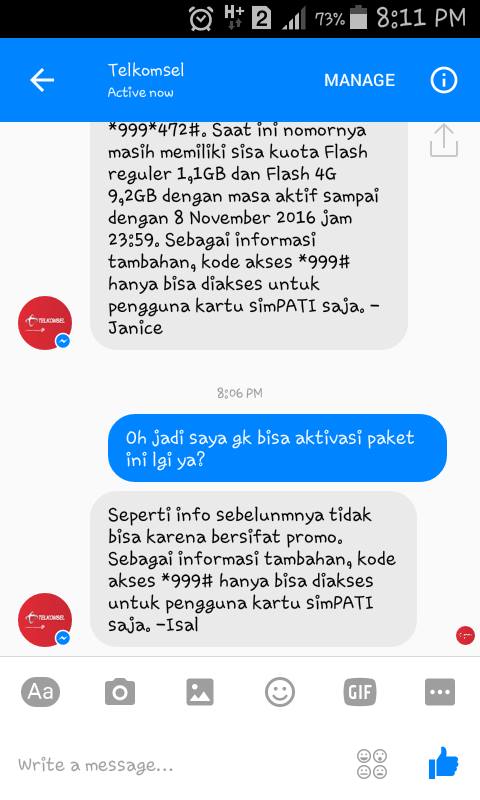 H+ 2 73% 8:11 PM
Telkomsel
Active now
MANAGE
*999*472#. Saat ini nomornya
masih memiliki sisa kuota Flash
reguler 1,1GB dan Flash 4G
9,2GB dengan masa aktif sampai
dengan 8 November 2016 jam
23:59. Sebagai informasi
tambahan, kode akses *999#
hanya bisa diakses untuk
pengguna kartu simPATI saja. -
Janice
TELKOMSEL
8:06 PM
Oh jadi saya gk bisa aktivasi paket
ini lgi ya?
Seperti info sebelunmnya tidak
bisa karena bersifat promo.
Sebagai informasi tambahan, kode
akses *999# hanya bisa diakses
untuk pengguna kartu simPATI
saja. -Isal
TELKOMSEL
Aa
GIF
Write a message...